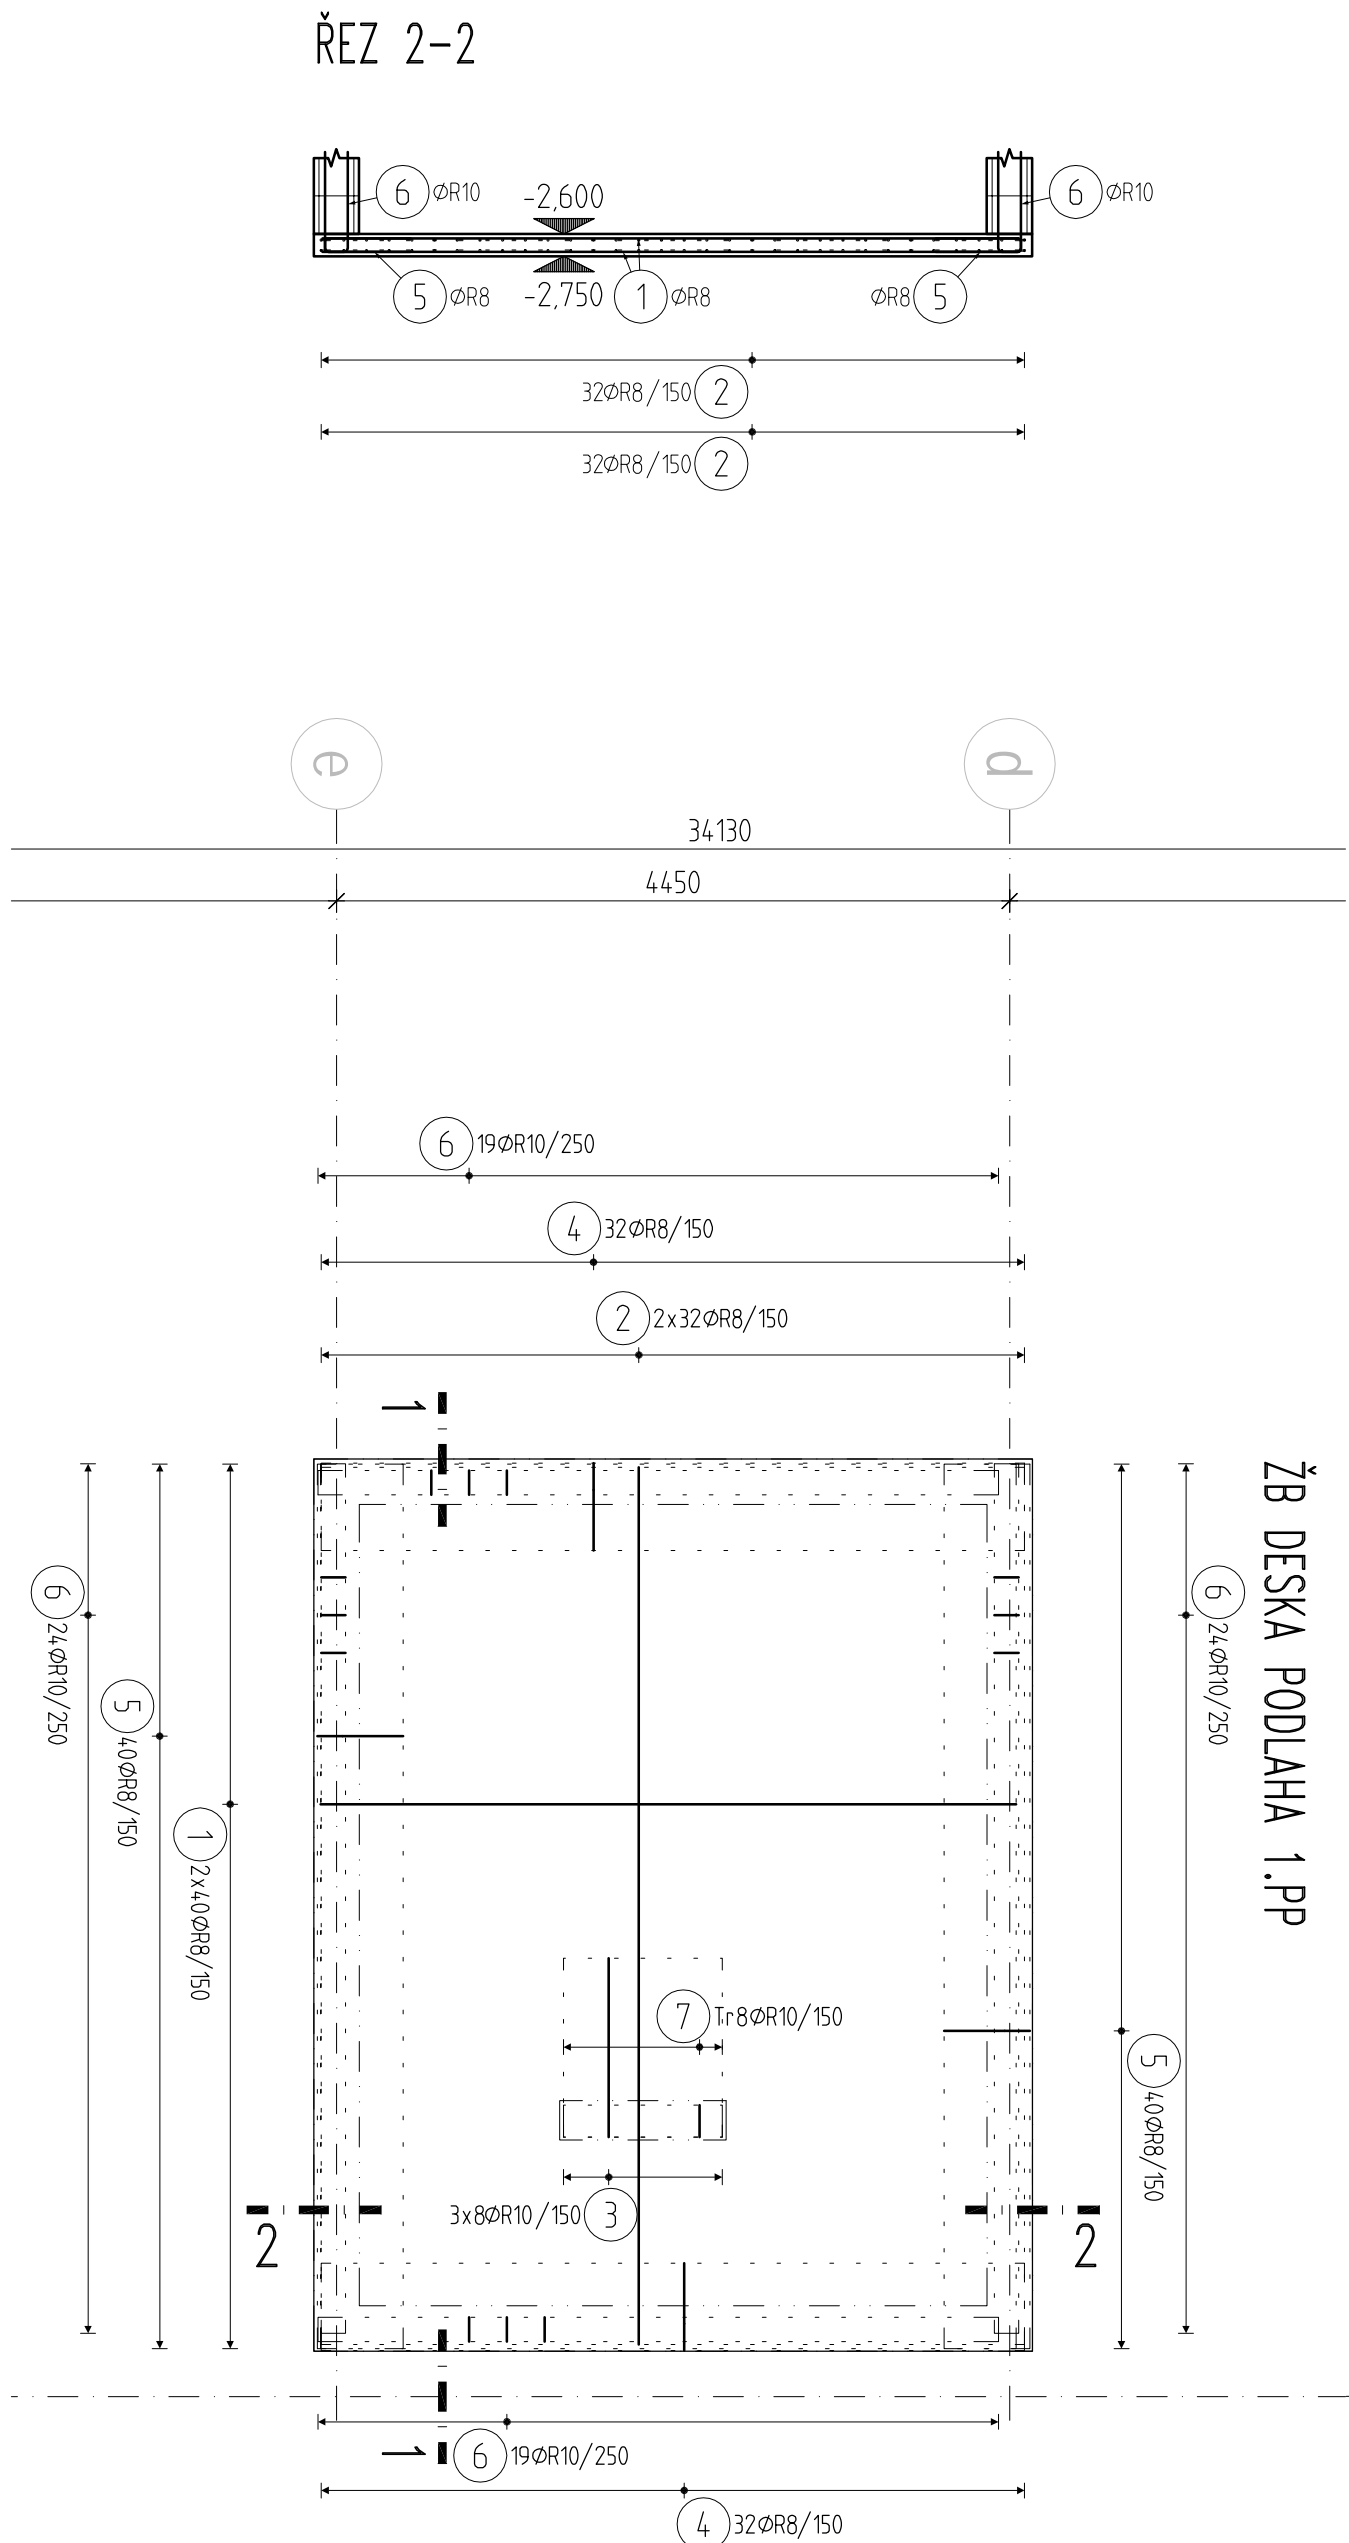 ŘEZ 2-2
6 ØR10
-2,600
6 ØR10
5 ØR8
-2,750
1 ØR8
ØR8 5
32ØR8/150 2
32ØR8/150 2
e
d
34130
4450
6 19ØR10/250
4 32ØR8/150
2 2x32ØR8/150
1
ŽB DESKA PODLAHA 1.PP
6 24ØR10/250
5 40ØR8/150
1 2x40ØR8/150
6 24ØR10/250
5 40ØR8/150
7 Tr8ØR10/150
3x8ØR10/150 3
2
2
1
6 19ØR10/250
4 32ØR8/150